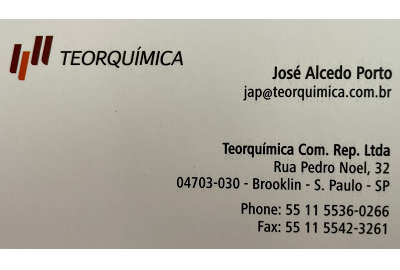 TEORQUÍMICA
José Alcedo Porto
jap@teorquimica.com.br
Teorquímica Com. Rep. Ltda
Rua Pedro Noel, 32
04703-030 - Brooklin - S. Paulo - SP
Phone: 55 11 5536-0266
Fax: 55 11 5542-3261